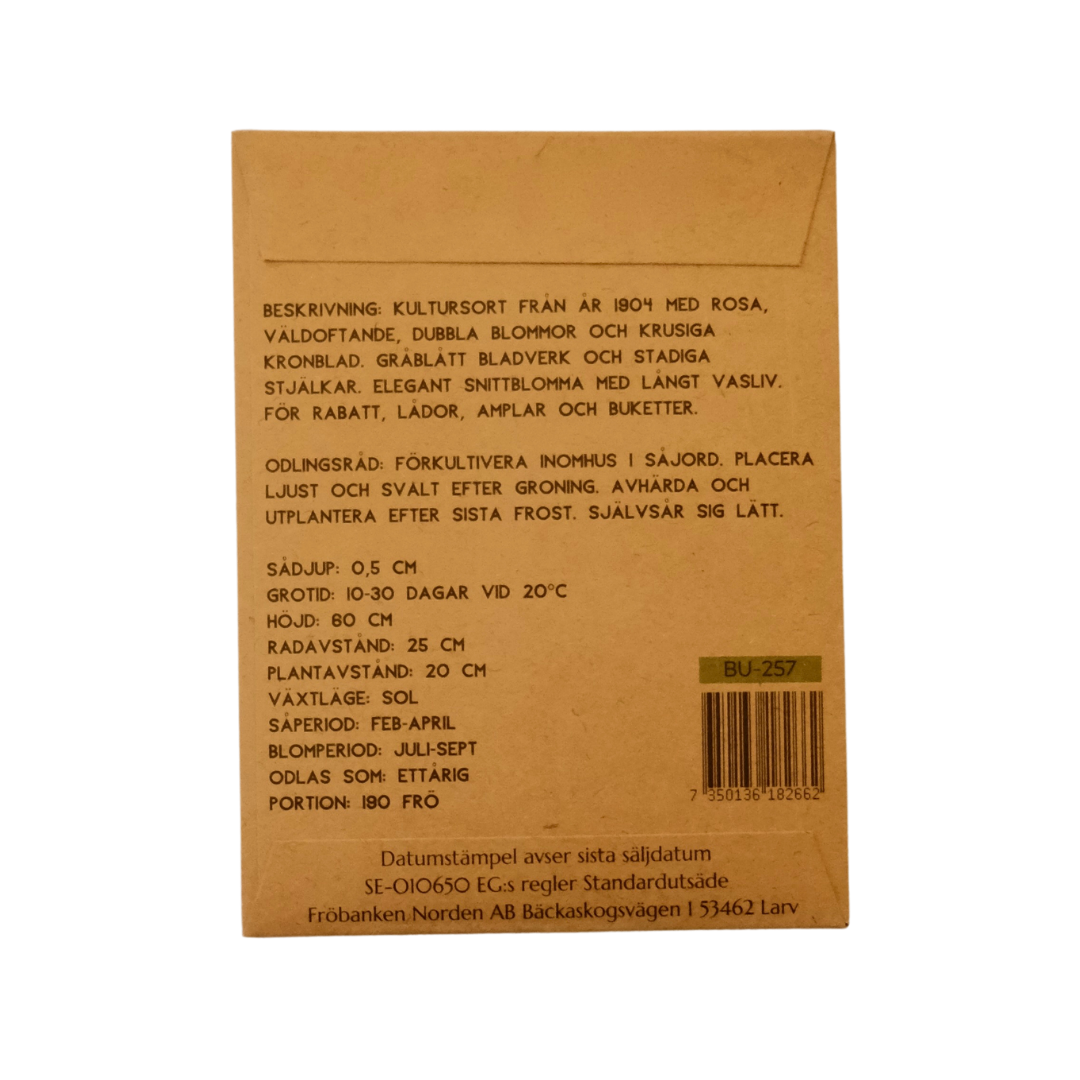 BESKRIVNING: KULTURSORT FRÅN ÅR 1904 MED ROSA,
VÄLDOFTANDE, DUBBLA BLOMMOR OCH KRUSIGA
KRONBLAD. GRÅBLÅTT BLADVERK OCH STADIGA
STJÄLKAR. ELEGANT SNITTBLOMMA MED LÅNGT VASLIV.
FÖR RABATT, LÅDOR, AMPLAR OCH BUKETTER.
ODLINGSRÅD: FÖRKULTIVERA INOMHUS I SÅJORD. PLACERA
LJUST OCH SVALT EFTER GRONING. AVHÄRDA OCH
UTPLANTERA EFTER SISTA FROST. SJÄLVSÅR SIG LÄTT.
SÅDJUP: 0,5 CM
GROTID: 10-30 DAGAR VID 20°C
HÖJD: 60 CM
RADAVSTÅND: 25 CM
PLANTAVSTÅND: 20 CM
VÄXTLÄGE: SOL
SÅPERIOD: FEB-APRIL
BLOMPERIOD: JULI-SEPT
ODLAS SOM: ETTÅRIG
PORTION: 190 FRÖ
BU-257
7 350136 182662
Datumstämpel avser sista säljdatum
SE-010650 EG:s regler Standardutsäde
Fröbanken Norden AB Bäckaskogsvägen 1 53462 Larv